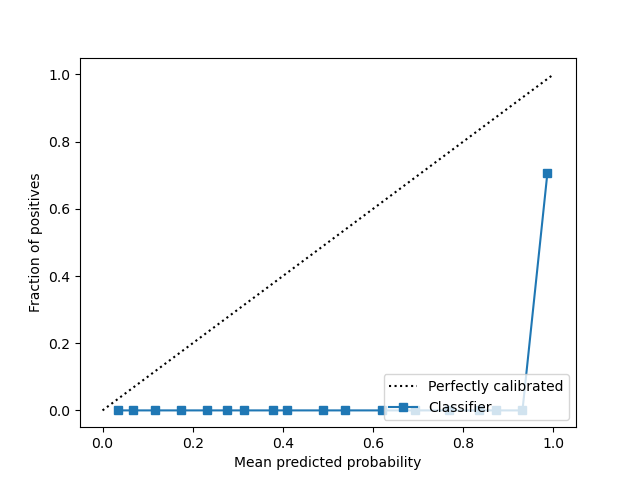 1.0
0.8
0.6
0.4
0.2
0.0
Fraction of positives
Perfectly calibrated
Classifier
0.0 0.2 0.4 0.6 0.8 1.0
Mean predicted probability